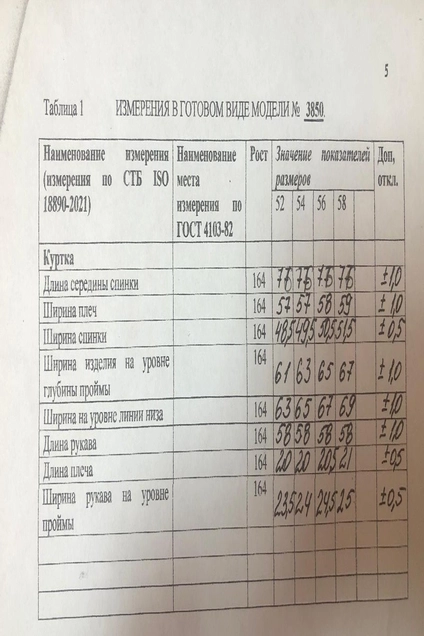 5
Таблица 1 ИЗМЕРЕНИЯ В ГОТОВОМ ВИДЕ МОДЕЛИ № 3850.
Наименование измерения Наименование Рост Значение показателей Доп,
(измерения по СТБ ISO места размеров откл.
18890-2021) измерения по 52 54 56 58
ГОСТ 4103-82
Куртка
Длина середины спинки 164 76 76 76 76 ±1,0
Ширина плеч 164 57 57 58 59 ±1,0
Ширина спинки 164 48,5 49,5 50,5 51,5 ±0,5
Ширина изделия на уровне 164
глубины проймы 61 63 65 67 ±1,0
Ширина на уровне линии низа 164 63 65 67 69 ±1,0
Длина рукава 164 58 58 58 58 ±1,0
Длина плеча 164 20 20 20,5 21 ±0,5
Ширина рукава на уровне 164
проймы 23,5 24 24,5 25 ±0,5